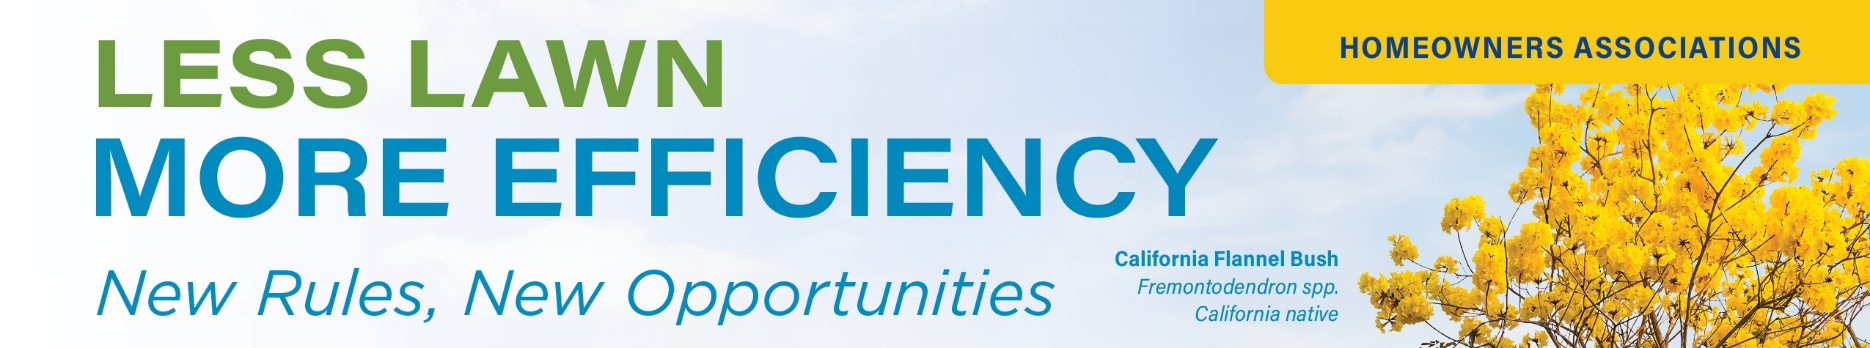 LESS LAWN
MORE EFFICIENCY
New Rules, New Opportunities
HOMEOWNERS ASSOCIATIONS
California Flannel Bush
Fremontodendron spp.
California native